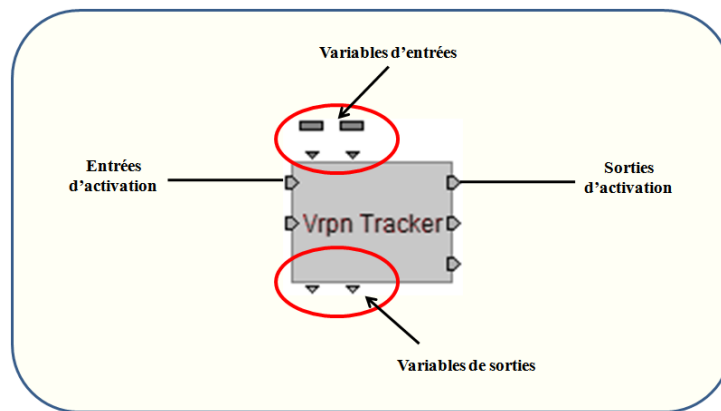 Variables d'entrées
Entrées
d'activation
Sorties
d'activation
Vrpn Tracker
Variables de sorties